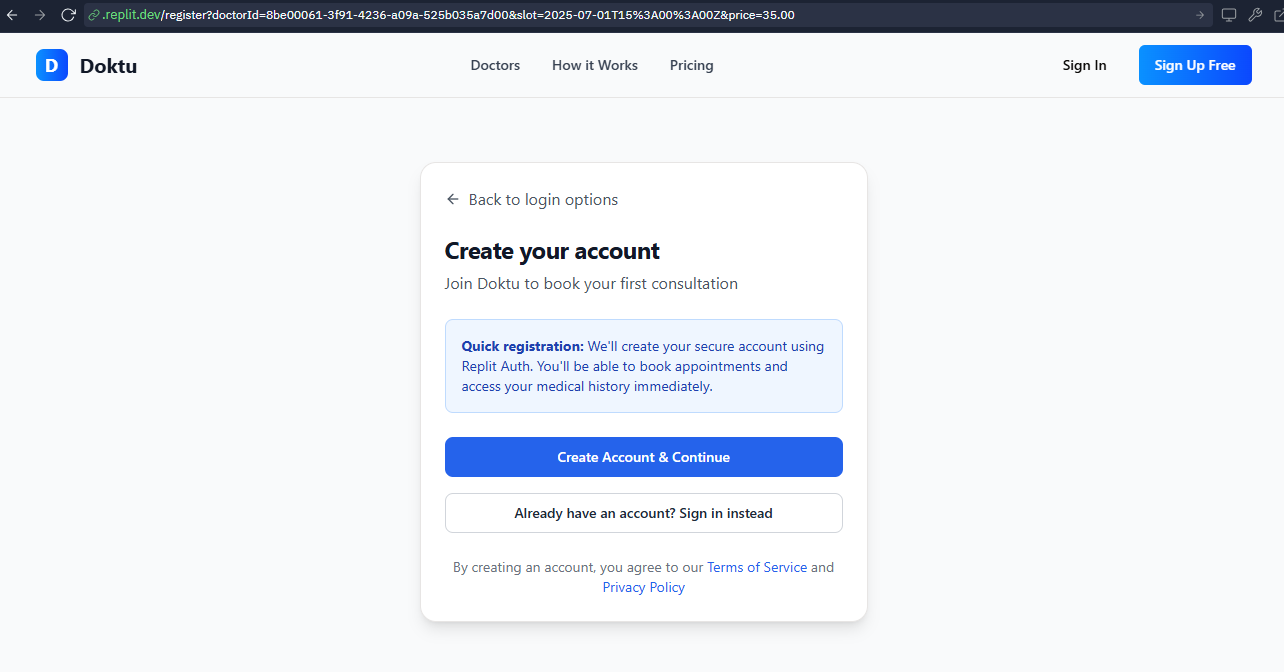 .replit.dev/register?doctorId=8be00061-3f91-4236-a09a-525b035a7d00&slot=2025-07-01T15%3A00%3A00Z&price=35.00
D Doktu
Doctors How it Works Pricing
Sign In
Sign Up Free
Back to login options
Create your account
Join Doktu to book your first consultation
Quick registration: We'll create your secure account using
Replit Auth. You'll be able to book appointments and
access your medical history immediately.
Create Account & Continue
Already have an account? Sign in instead
By creating an account, you agree to our Terms of Service and
Privacy Policy